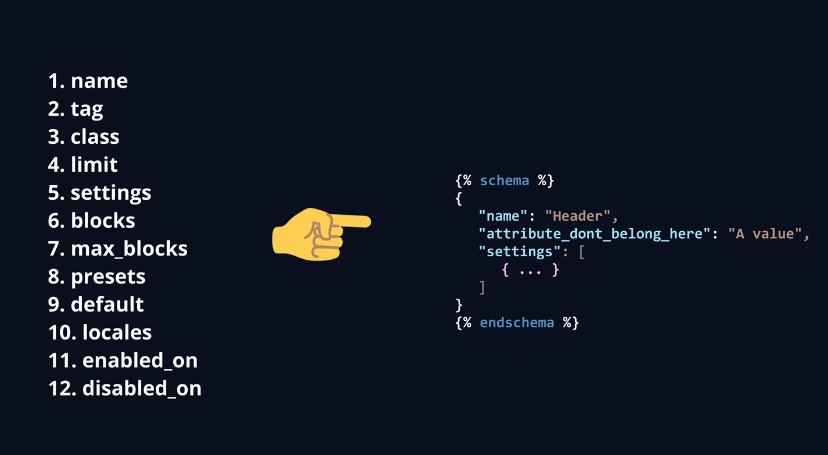 1. name
2. tag
3. class
4. limit
5. settings
6. blocks
7. max_blocks
8. presets
9. default
10. locales
11. enabled_on
12. disabled_on
{% schema %}
{
"name": "Header",
"attribute_dont_belong_here": "A value",
"settings": [
{ ... }
]
}
{% endschema %}